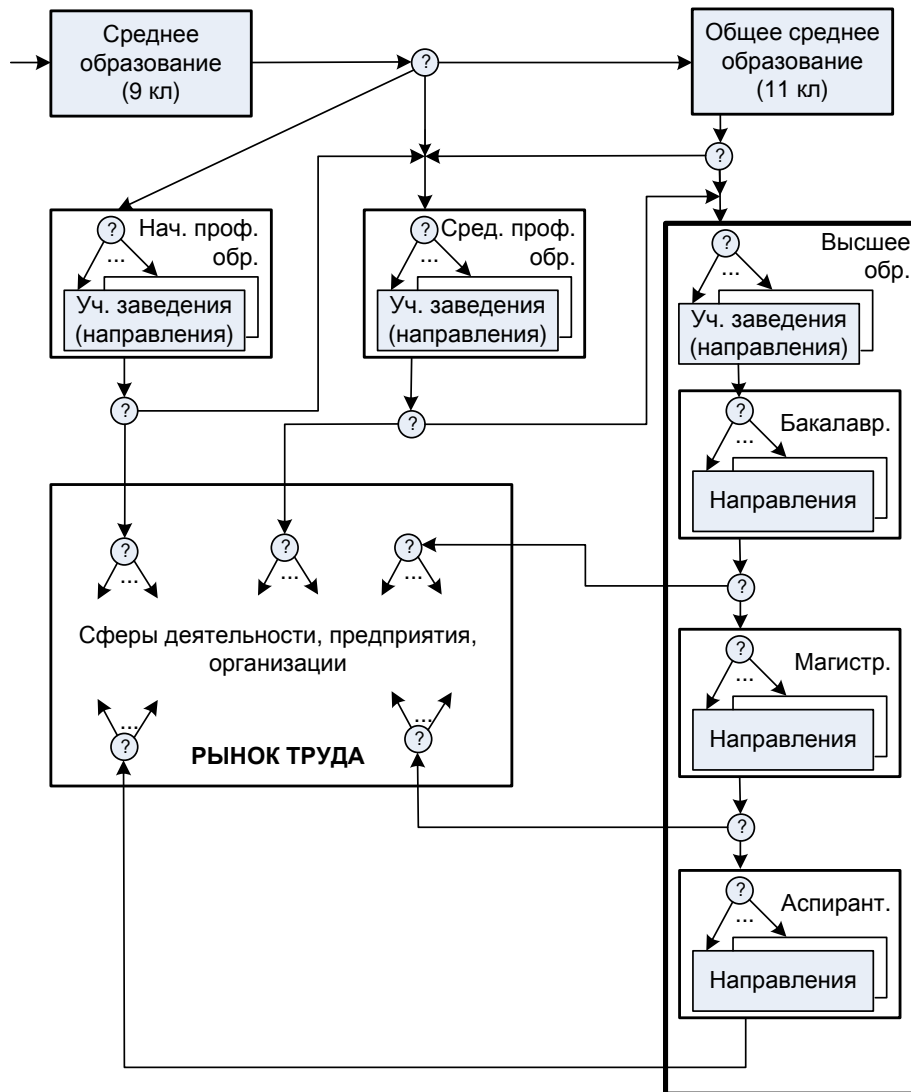 Среднее
образование
(9 кл)
?
Общее среднее
образование
(11 кл)
?
?
Нач. проф.
обр.
...
Уч. заведения
(направления)
?
Сред. проф.
обр.
...
Уч. заведения
(направления)
?
Высшее
обр.
...
Уч. заведения
(направления)
?
?
?
Бакалавр.
...
Направления
?
...
?
...
?
...
?
Сферы деятельности, предприятия,
организации
?
Магистр.
...
Направления
...
?
...
?
РЫНОК ТРУДА
?
?
Аспирант.
...
Направления